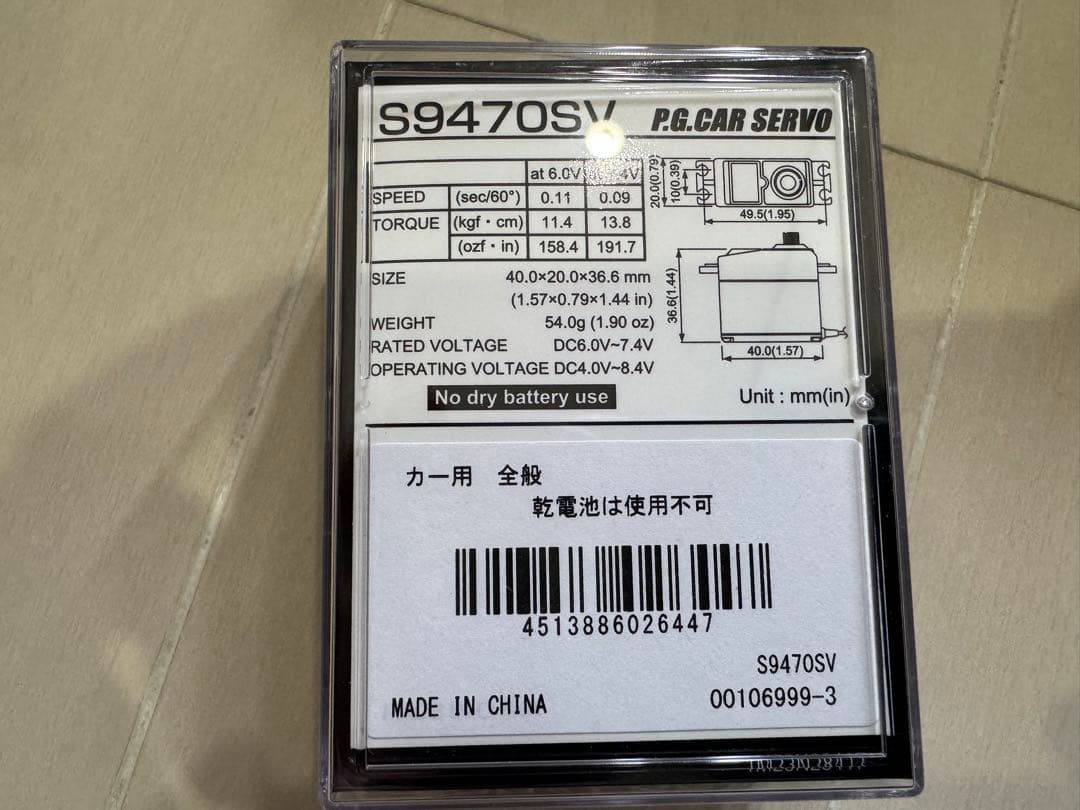 S9470SV P.G.CAR SERVO
at 6.0V 7.4V
SPEED (sec/60°) 0.11 0.09
TORQUE (kgf・cm) 11.4 13.8
(ozf・in) 158.4 191.7
SIZE 40.0×20.0×36.6 mm
(1.57×0.79×1.44 in)
WEIGHT 54.0g (1.90 oz)
RATED VOLTAGE DC6.0V~7.4V
OPERATING VOLTAGE DC4.0V~8.4V
No dry battery use
20.0(0.79)
10(0.39)
49.5(1.95)
36.6(1.44)
40.0(1.57)
Unit : mm(in)
カー用 全般
乾電池は使用不可
4513886026447
S9470SV
MADE IN CHINA 00106999-3